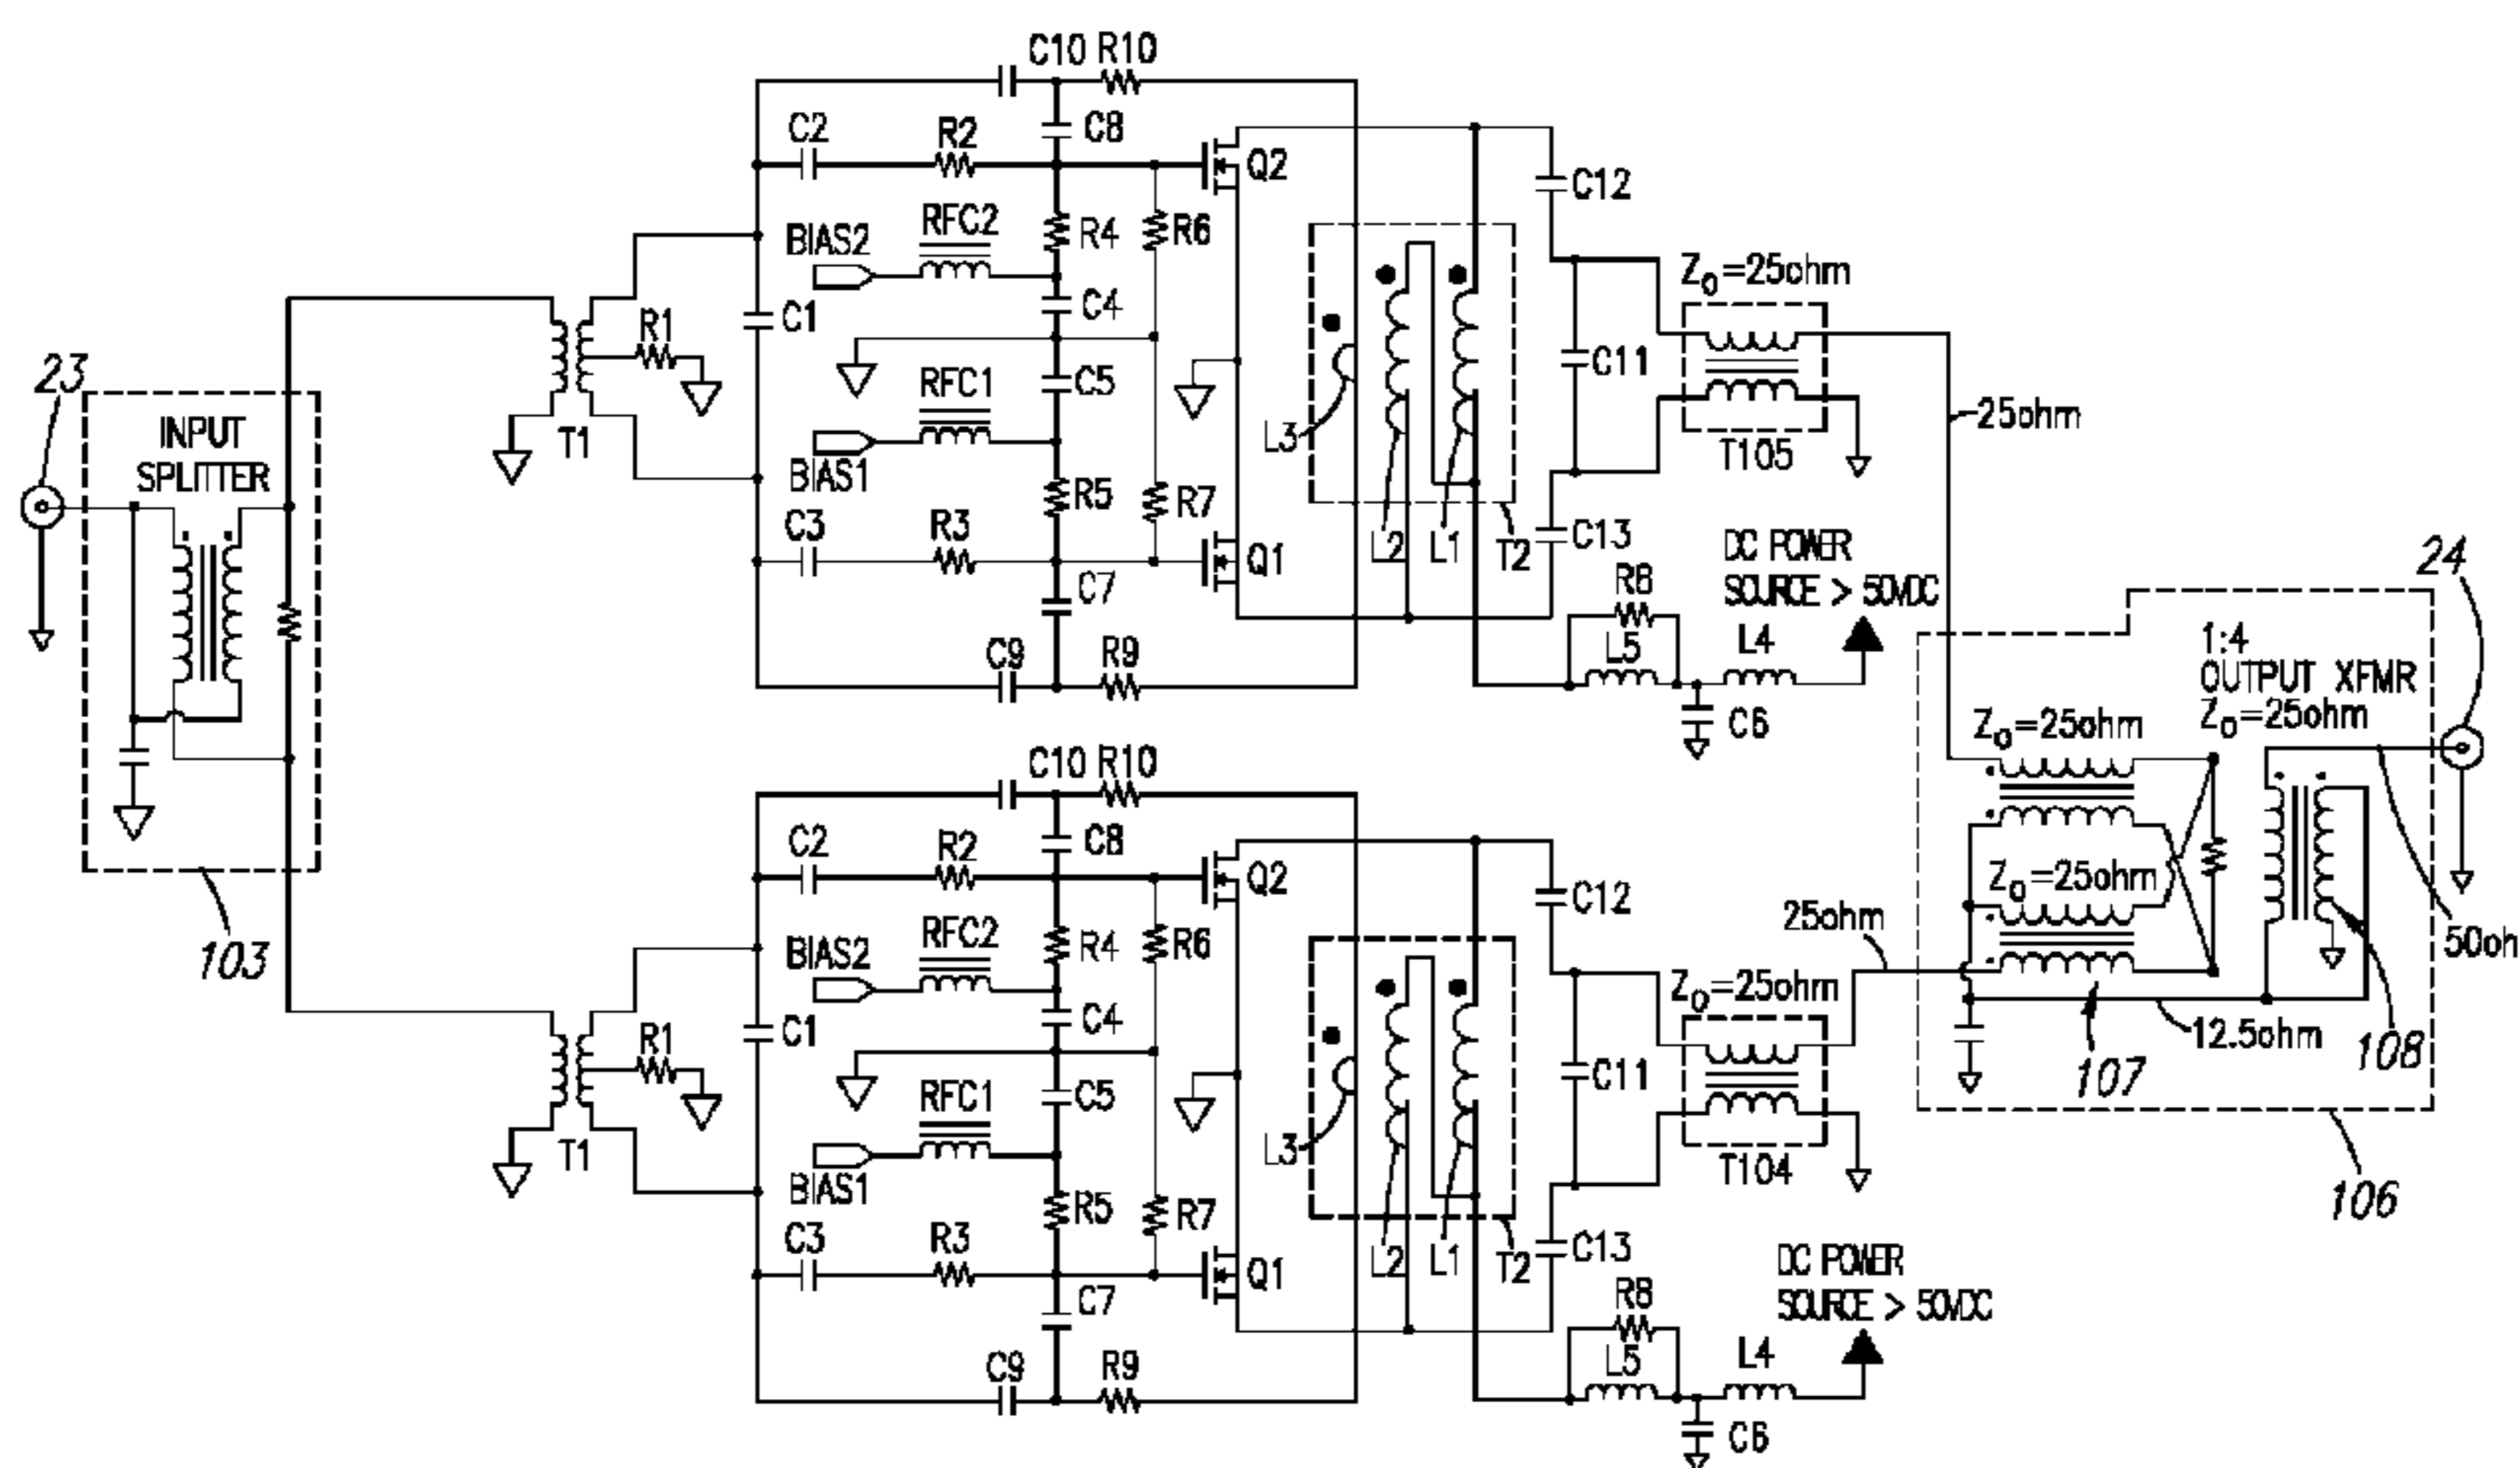 C10 R10
C2
R2
C8
Q2
C12
RFC2
BIAS2
R4
R6
Z0=25ohm
R1
C1
C4
23
C11
RFC1
C5
25ohm
INPUT
SPLITTER
L3
T1
T105
BIAS1
R5
R7
C3
R3
Q1
L2
L1
T2
C13
DC POWER
SOURCE > 50VDC
24
C7
R8
1:4
OUTPUT XFMR
Z0=25ohm
C9
R9
L5
L4
Z0=25ohm
C6
C10 R10
C2
R2
C8
Q2
Z0=25ohm
C12
25ohm
RFC2
BIAS2
R4
R6
50oh
103
Z0=25ohm
R1
C1
C4
12.5ohm
108
C11
107
RFC1
C5
L3
T1
T104
BIAS1
R5
R7
106
C3
R3
Q1
L2
L1
T2
C13
DC POWER
SOURCE > 50VDC
C7
R8
C9
R9
L5
L4
C6